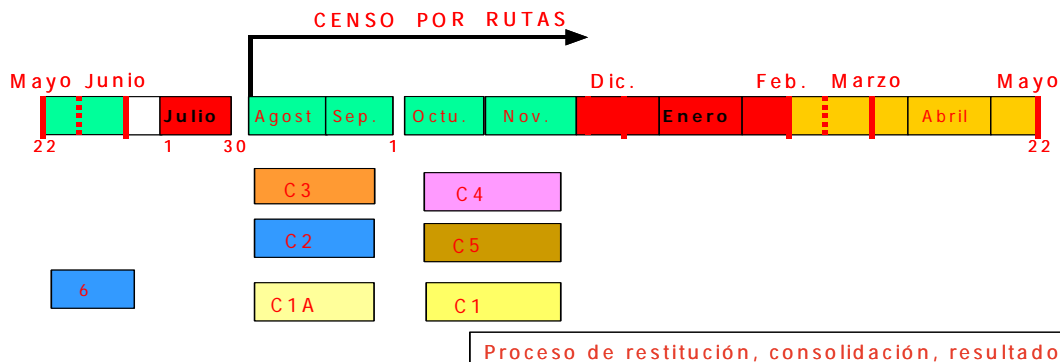 CENSO POR RUTAS
Mayo Junio Dic. Feb. Marzo Mayo
Julio Agost Sep. Octu. Nov. Enero Abril
22 1 30 1 22
C3 C4
C2 C5
6
C1A C1
Proceso de restitución, consolidación, resultado